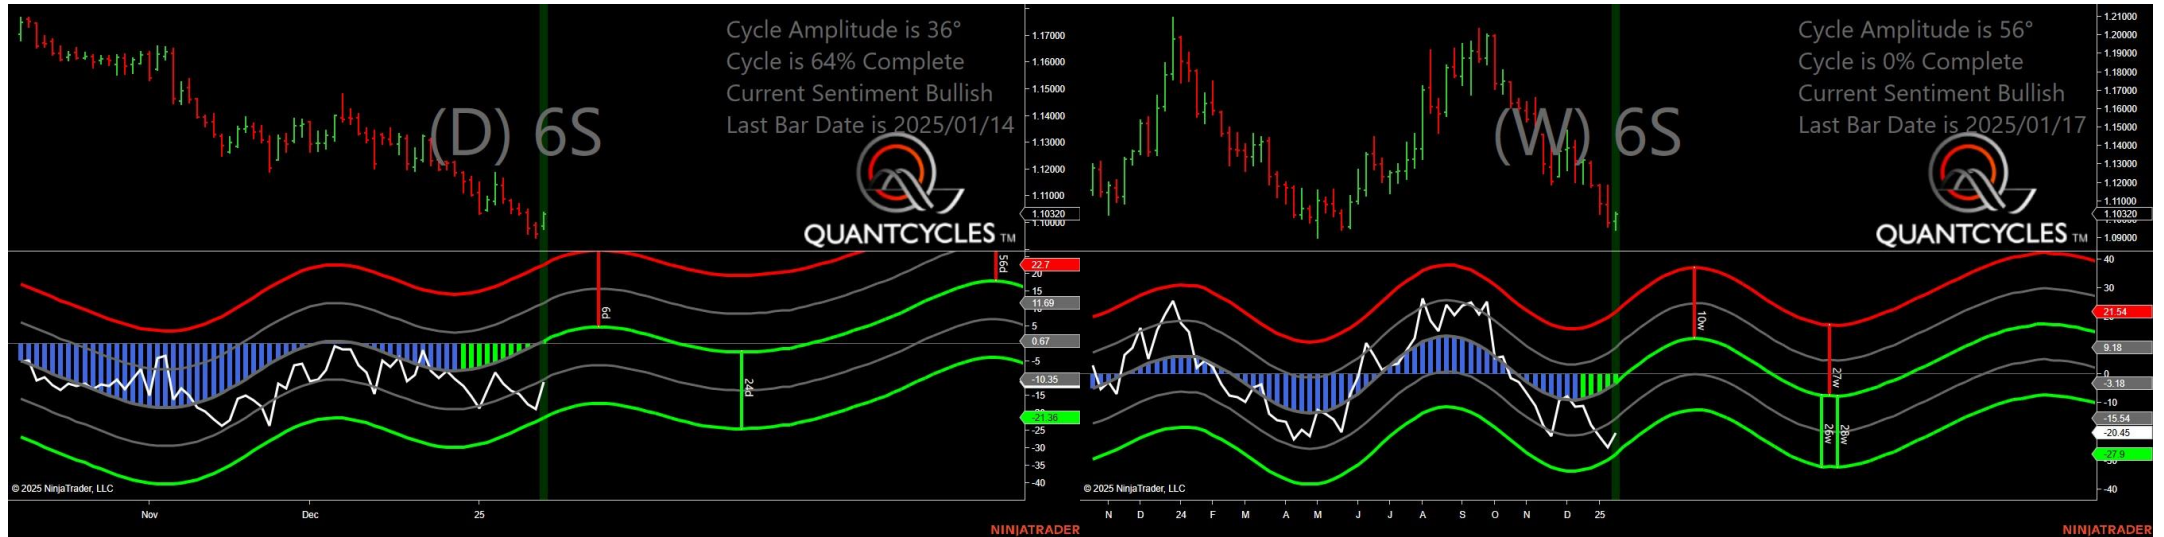 Cycle Amplitude is 36°
Cycle is 64% Complete
Current Sentiment Bullish
Last Bar Date is 2025/01/14
(D) 6S
QUANTCYCLES TM
1.17000
1.16000
1.15000
1.14000
1.13000
1.12000
1.11000
1.10320
1.10000
56d
6d
24d
22.7
20
15
11.69
5
0.67
-5
-10.35
-15
-21.36
-25
-30
-35
-40
© 2025 NinjaTrader, LLC
Nov
Dec
25
NINJATRADER
Cycle Amplitude is 56°
Cycle is 0% Complete
Current Sentiment Bullish
Last Bar Date is 2025/01/17
(W) 6S
QUANTCYCLES TM
1.21000
1.20000
1.19000
1.18000
1.17000
1.16000
1.15000
1.14000
1.13000
1.12000
1.11000
1.10320
1.09000
10w
27w
26w
28w
40
30
21.54
9.18
0
-3.18
-10
-15.54
-20.45
-27.9
-40
© 2025 NinjaTrader, LLC
N D 24 F M A M J J A S O N D 25
NINJATRADER